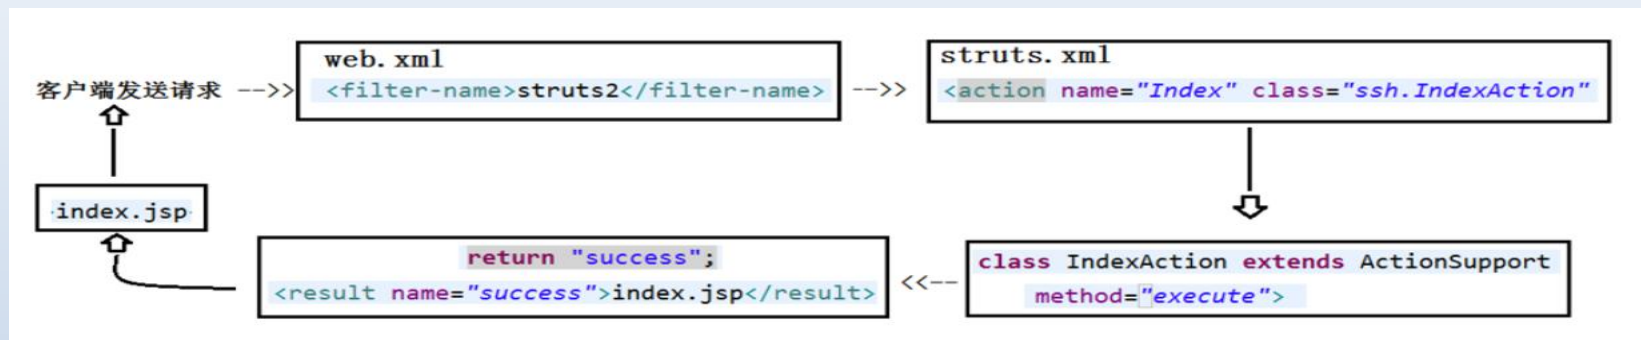 客户端发送请求 -->>
web.xml
<filter-name>struts2</filter-name>
-->>
struts.xml
<action name="Index" class="ssh.IndexAction"
class IndexAction extends ActionSupport
method="execute">
<<--
return "success";
<result name="success">index.jsp</result>
index.jsp